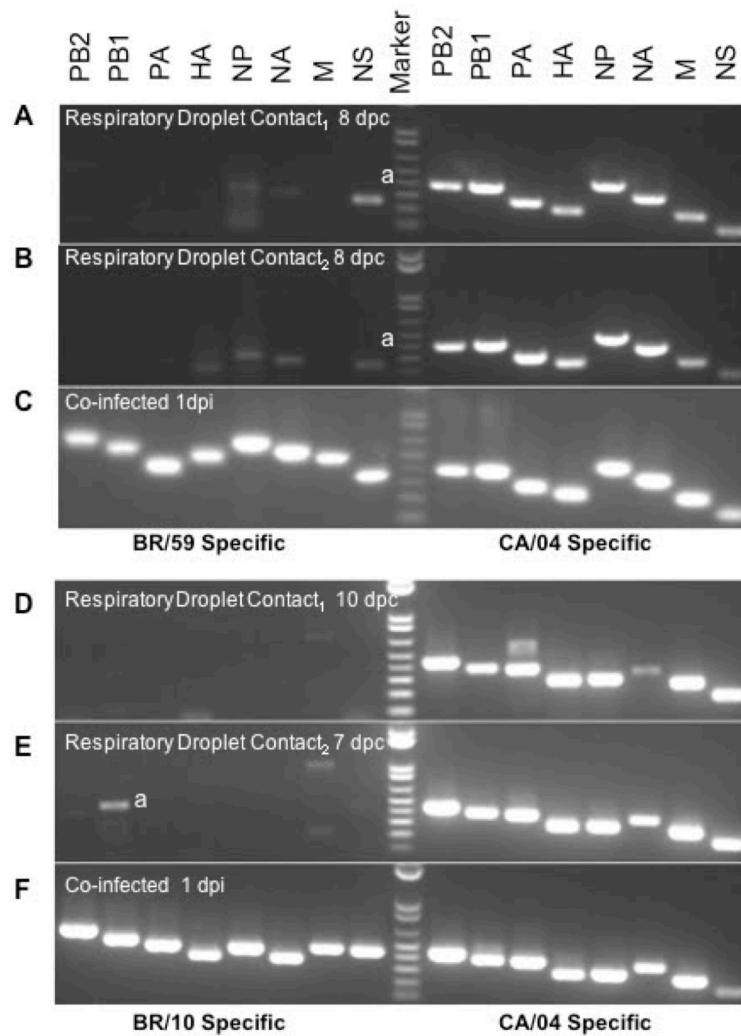 PB2 PB1 PA HA NP NA M NS Marker PB2 PB1 PA HA NP NA M NS
A Respiratory Droplet Contact1 8 dpc
a
B Respiratory Droplet Contact2 8 dpc
a
C Co-infected 1dpi
BR/59 Specific CA/04 Specific
D Respiratory Droplet Contact1 10 dpc
E Respiratory Droplet Contact2 7 dpc
a
F Co-infected 1 dpi
BR/10 Specific CA/04 Specific